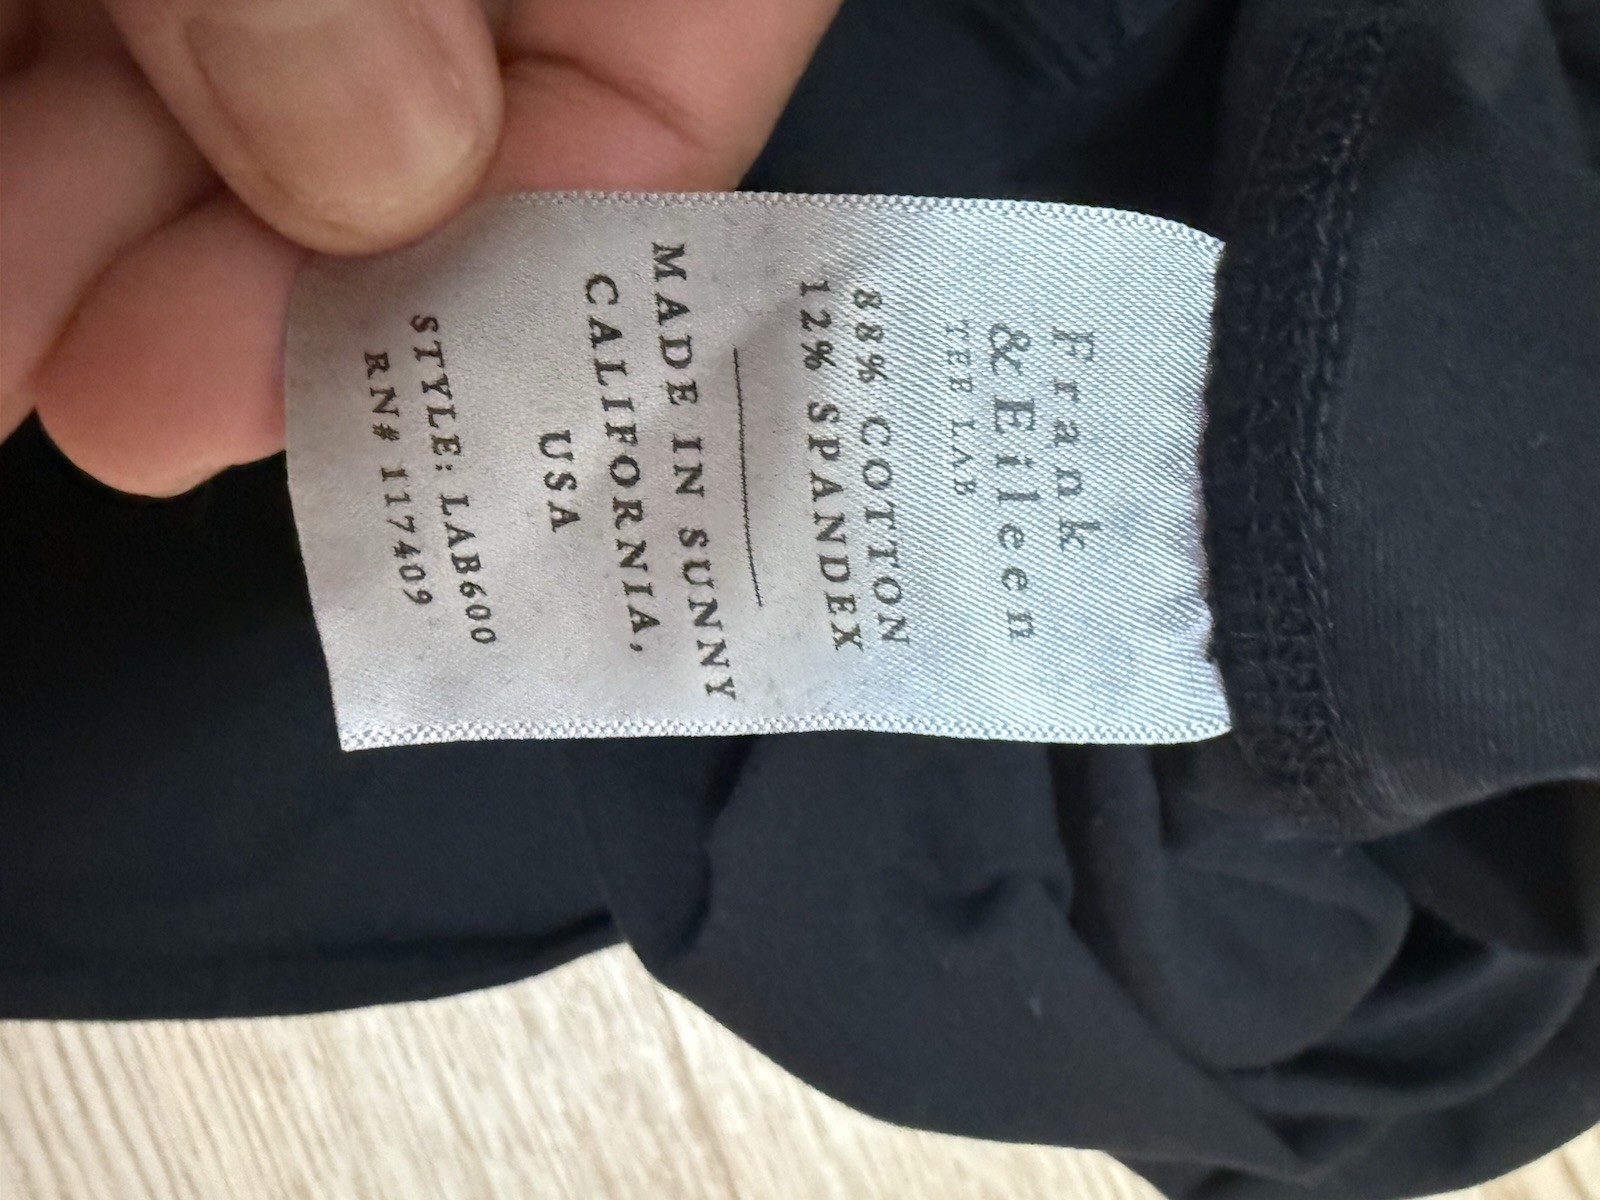 Frank
& Eileen
TEE LAB
88% COTTON
12% SPANDEX
MADE IN SUNNY
CALIFORNIA,
USA
STYLE: LAB600
RN# 117409